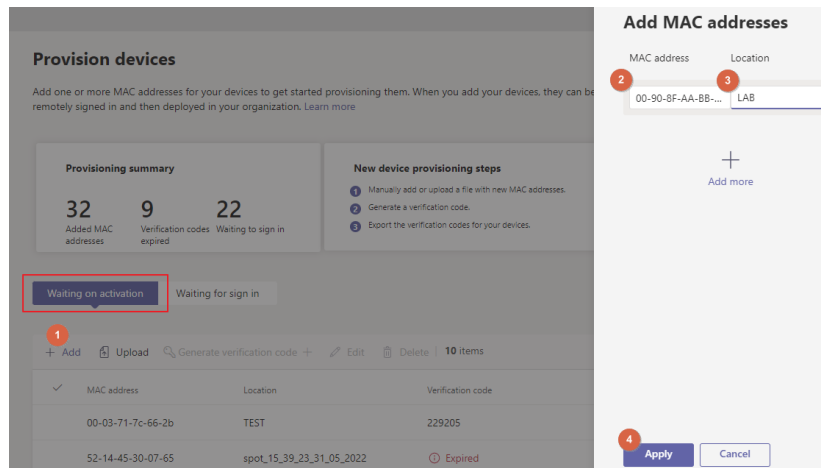 Provision devices
Add one or more MAC addresses for your devices to get started provisioning them. When you add your devices, they can be
remotely signed in and then deployed in your organization. Learn more
Provisioning summary
32
9
22
Added MAC
addresses
Verification codes
expired
Waiting to sign in
New device provisioning steps
1 Manually add or upload a file with new MAC addresses.
2 Generate a verification code.
3 Export the verification codes for your devices.
Waiting on activation
Waiting for sign in
1
+ Add
Upload
Generate verification code +
Edit
Delete
10 items
MAC address
Location
Verification code
00-03-71-7c-66-2b
TEST
229205
52-14-45-30-07-65
spot_15_39_23_31_05_2022
Expired
Add MAC addresses
MAC address
Location
2
3
00-90-8F-AA-BB-...
LAB
Add more
4
Apply
Cancel